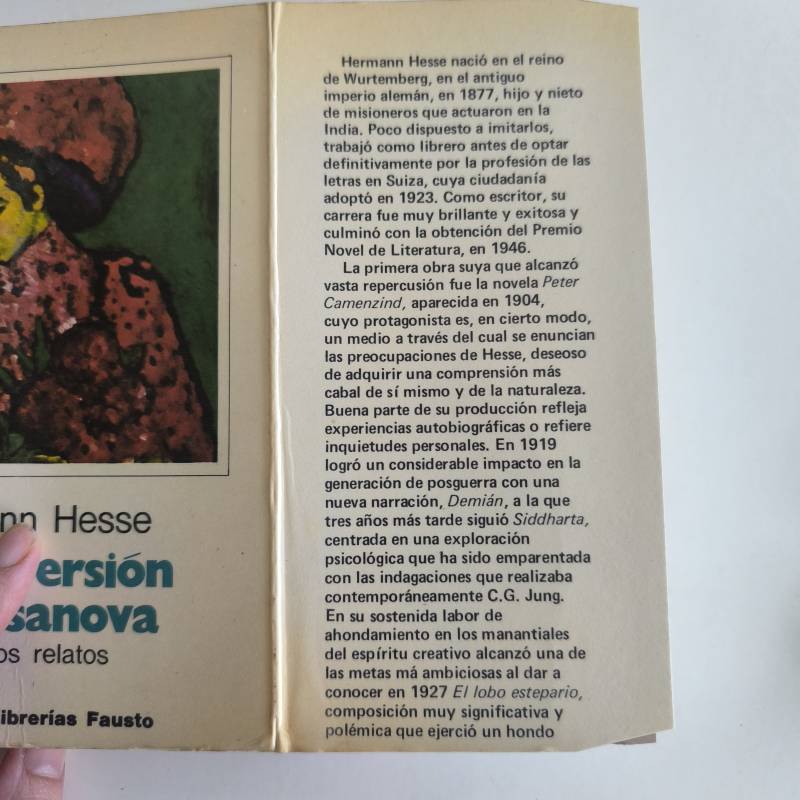 nn Hesse
ersión
sanova
os relatos
ibrerías Fausto
Hermann Hesse nació en el reino
de Wurtemberg, en el antiguo
imperio alemán, en 1877, hijo y nieto
de misioneros que actuaron en la
India. Poco dispuesto a imitarlos,
trabajó como librero antes de optar
definitivamente por la profesión de las
letras en Suiza, cuya ciudadanía
adoptó en 1923. Como escritor, su
carrera fue muy brillante y exitosa y
culminó con la obtención del Premio
Novel de Literatura, en 1946.
La primera obra suya que alcanzó
vasta repercusión fue la novela Peter
Camenzind, aparecida en 1904,
cuyo protagonista es, en cierto modo,
un medio a través del cual se enuncian
las preocupaciones de Hesse, deseoso
de adquirir una comprensión más
cabal de sí mismo y de la naturaleza.
Buena parte de su producción refleja
experiencias autobiográficas o refiere
inquietudes personales. En 1919
logró un considerable impacto en la
generación de posguerra con una
nueva narración, Demián, a la que
tres años más tarde siguió Siddharta,
centrada en una exploración
psicológica que ha sido emparentada
con las indagaciones que realizaba
contemporáneamente C.G. Jung.
En su sostenida labor de
ahondamiento en los manantiales
del espíritu creativo alcanzó una de
las metas má ambiciosas al dar a
conocer en 1927 El lobo estepario,
composición muy significativa y
polémica que ejerció un hondo